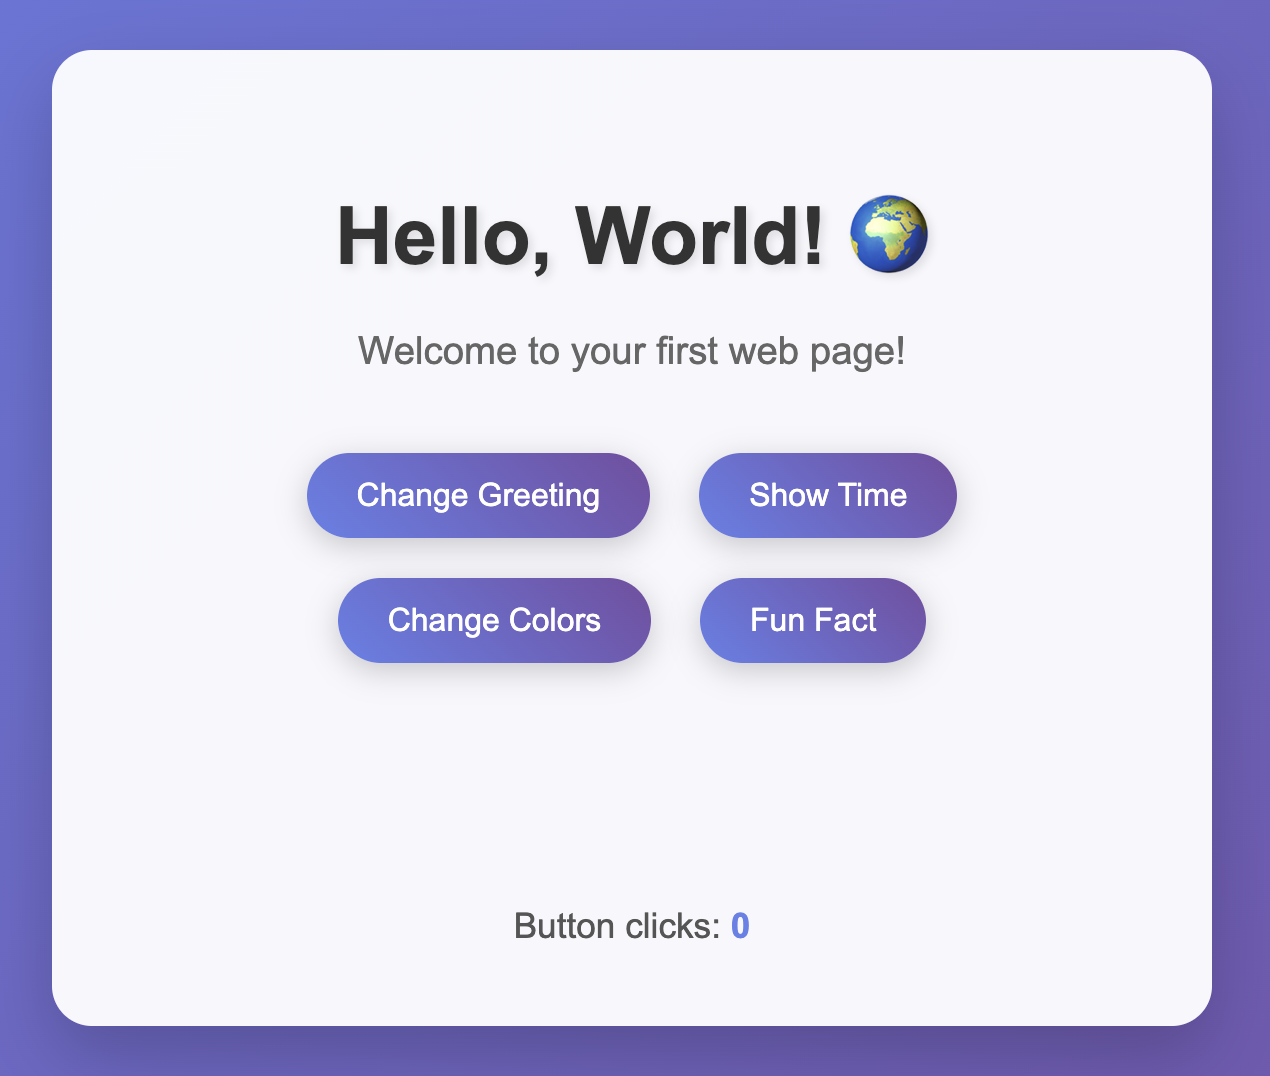 Hello, World! 🌍
Welcome to your first web page!
Change Greeting
Show Time
Change Colors
Fun Fact
Button clicks: 0